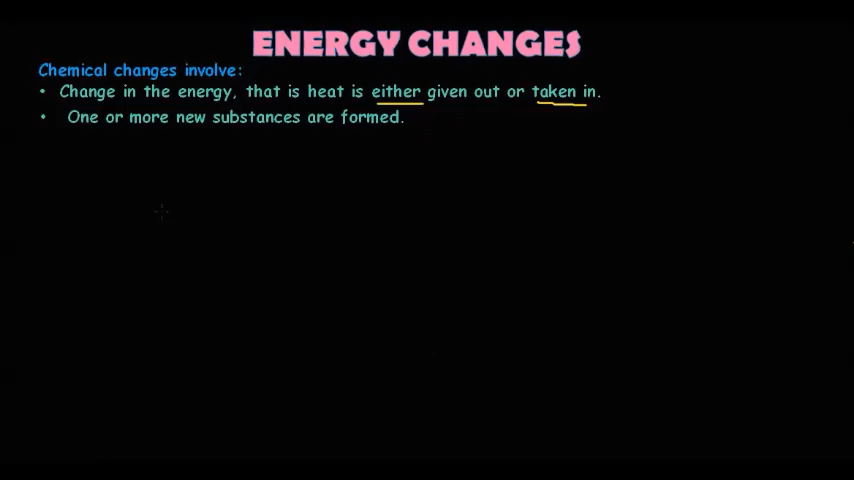 ENERGY CHANGES
Chemical changes involve:
• Change in the energy, that is heat is either given out or taken in.
• One or more new substances are formed.